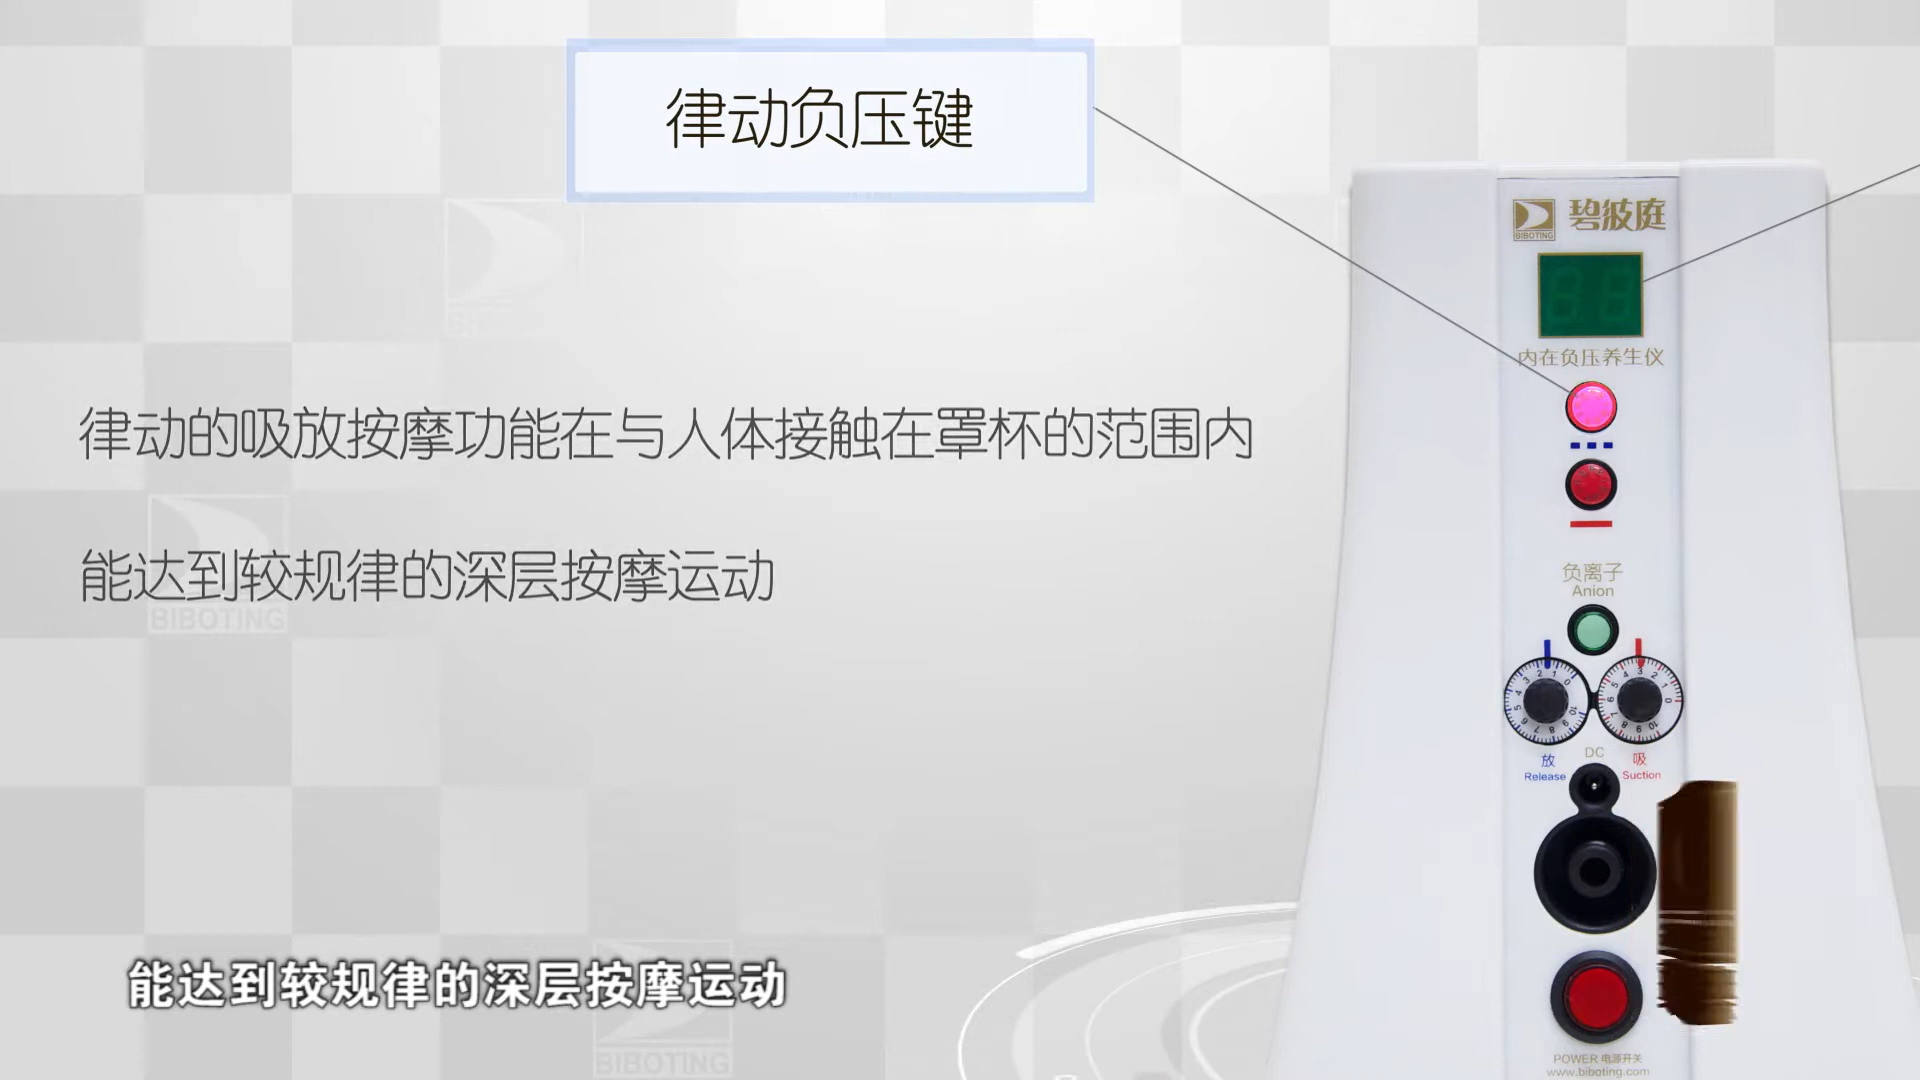 律动负压键
BIBOTING
碧波庭
内在负压养生仪
律动的吸放按摩功能在与人体接触在罩杯的范围内
能达到较规律的深层按摩运动
BIBOTING
负离子
Anion
放
Release
DC
吸
Suction
能达到较规律的深层按摩运动
BIBOTING
POWER 电源开关
www.biboting.com